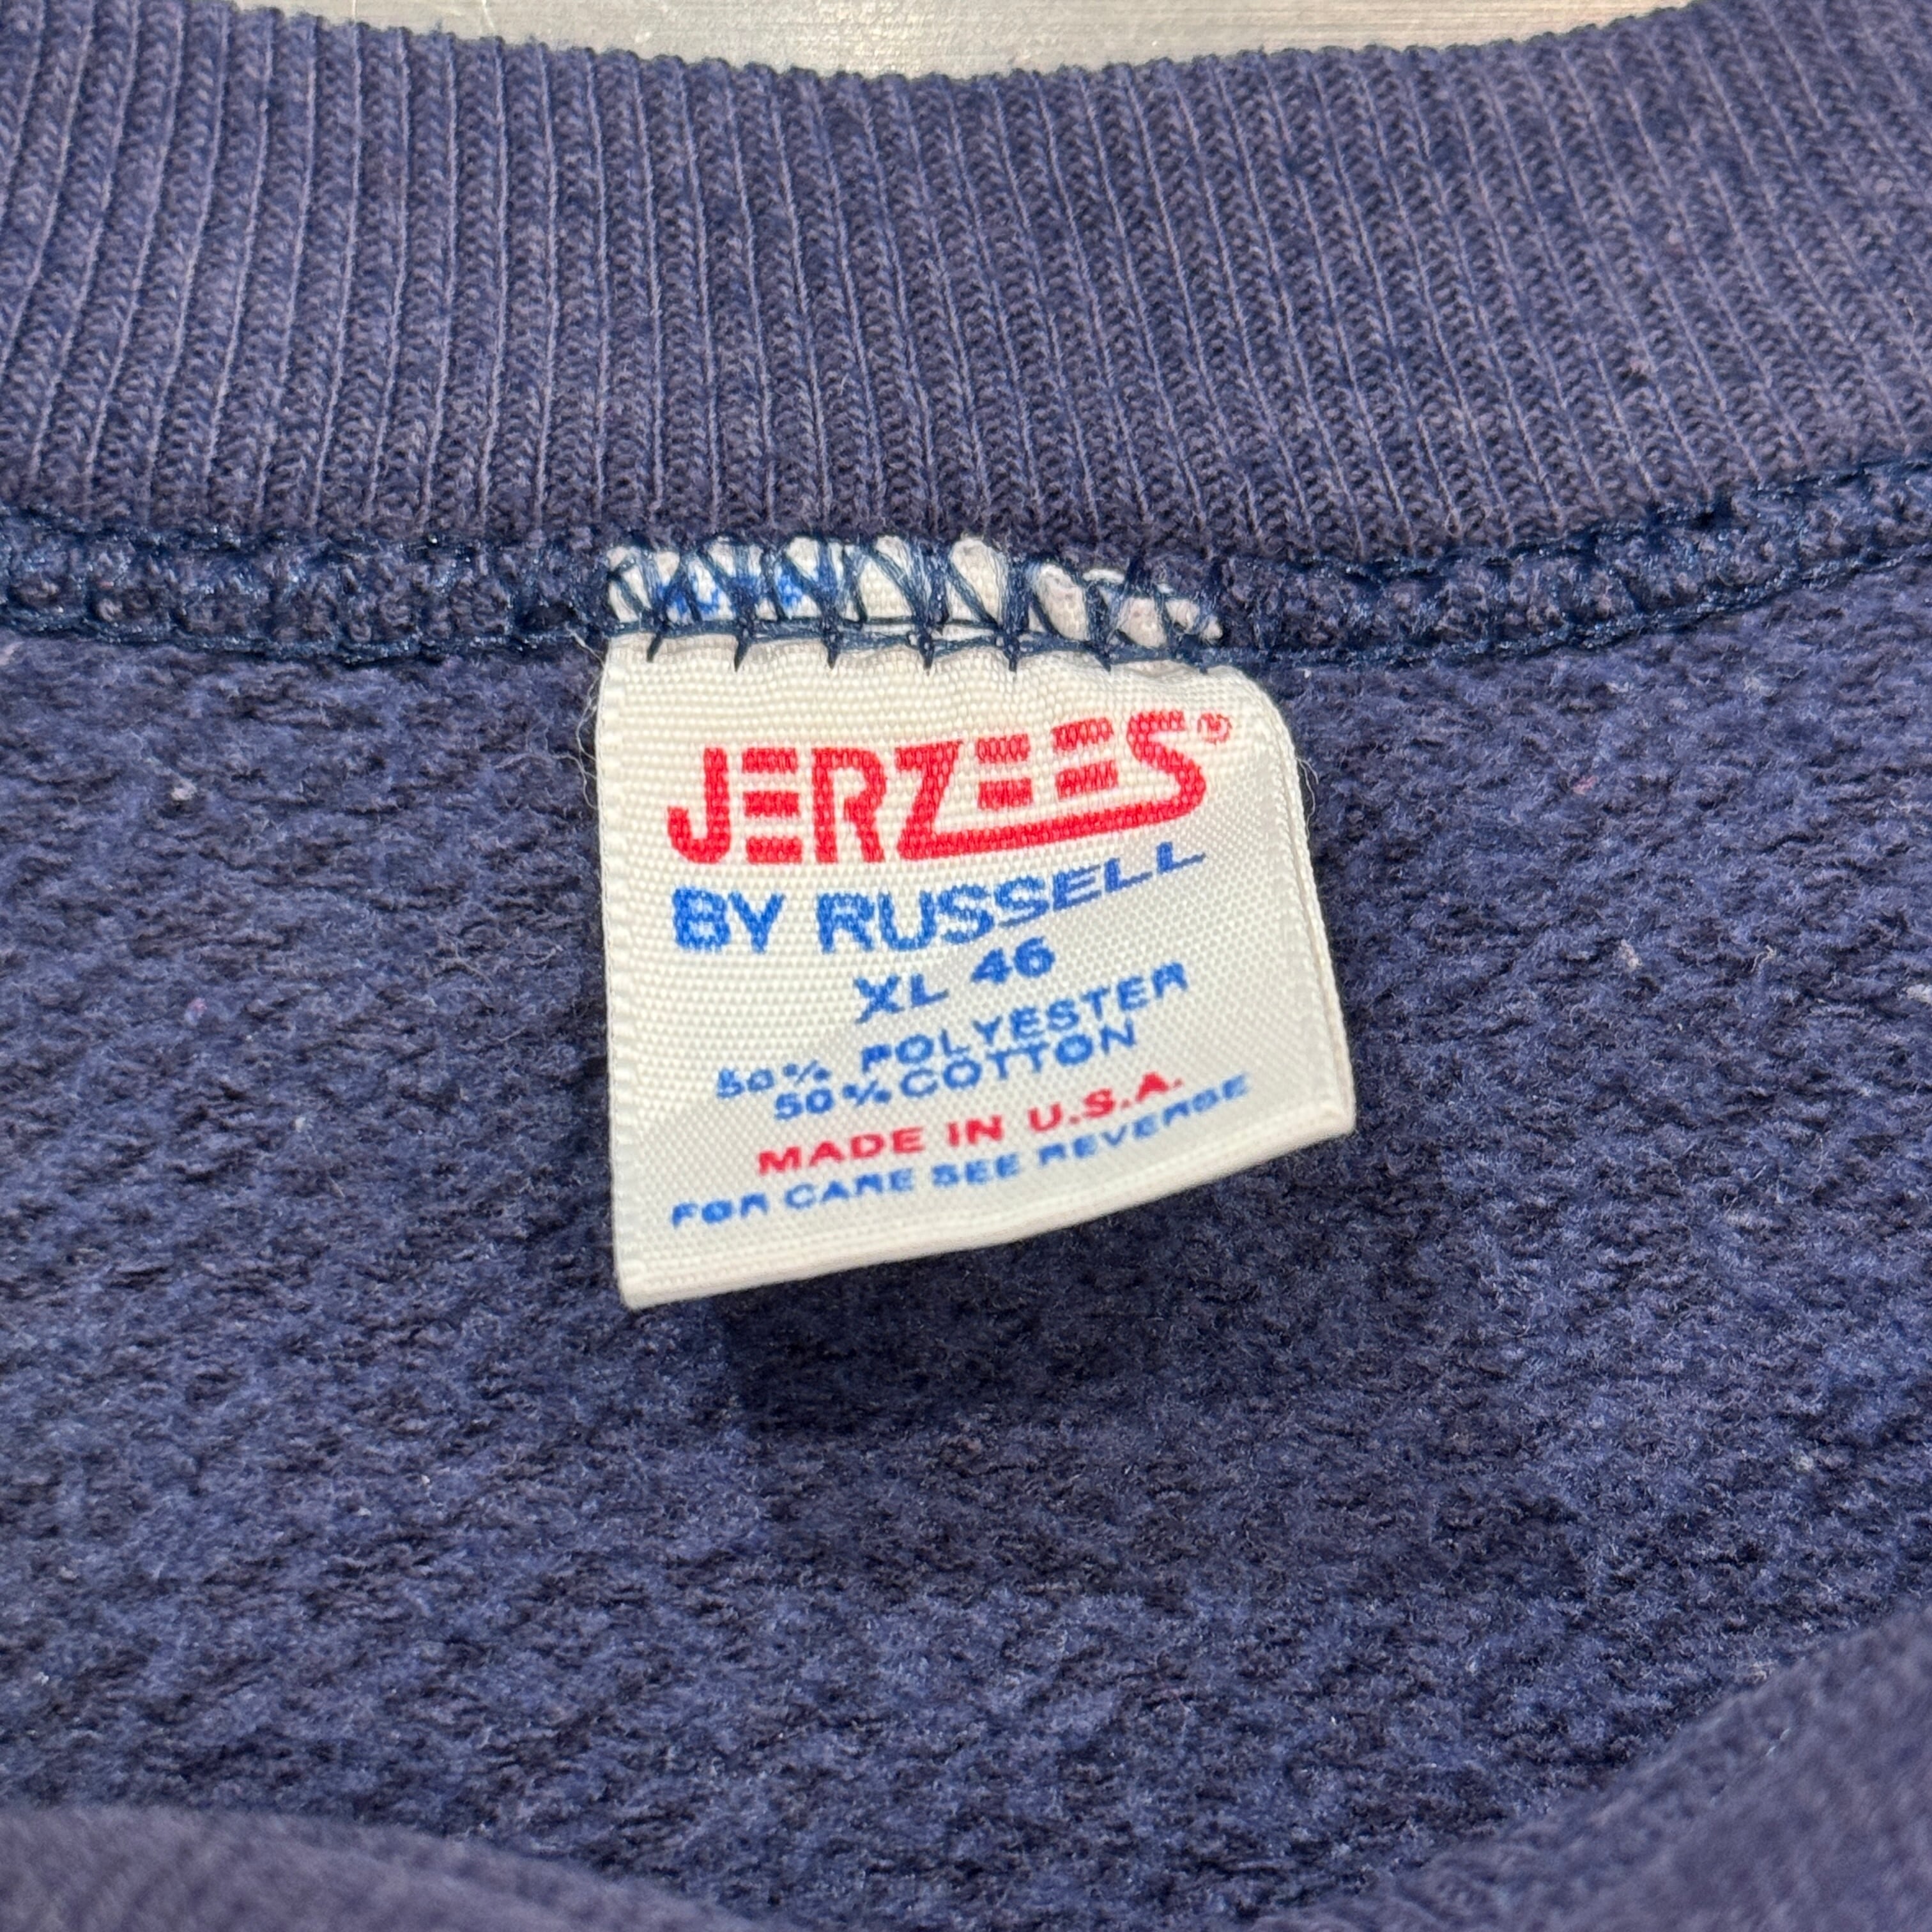 JERZEES®
BY RUSSELL
XL 46
50% POLYESTER
50% COTTON
MADE IN U.S.A.
FOR CARE SEE REVERSE